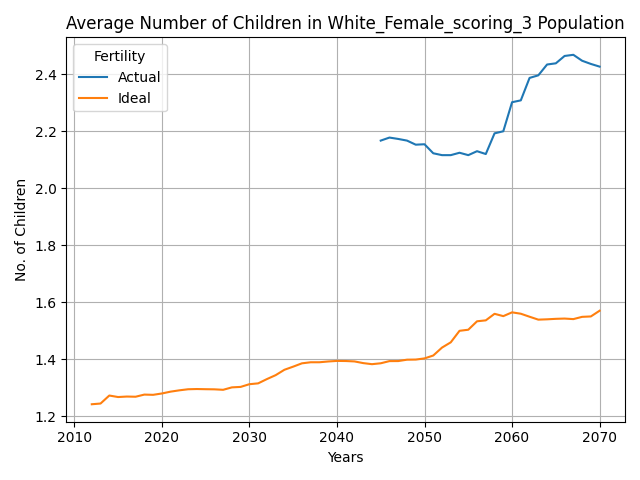 Average Number of Children in White_Female_scoring_3 Population
Fertility
Actual
Ideal
No. of Children
2.4
2.2
2.0
1.8
1.6
1.4
1.2
2010 2020 2030 2040 2050 2060 2070
Years